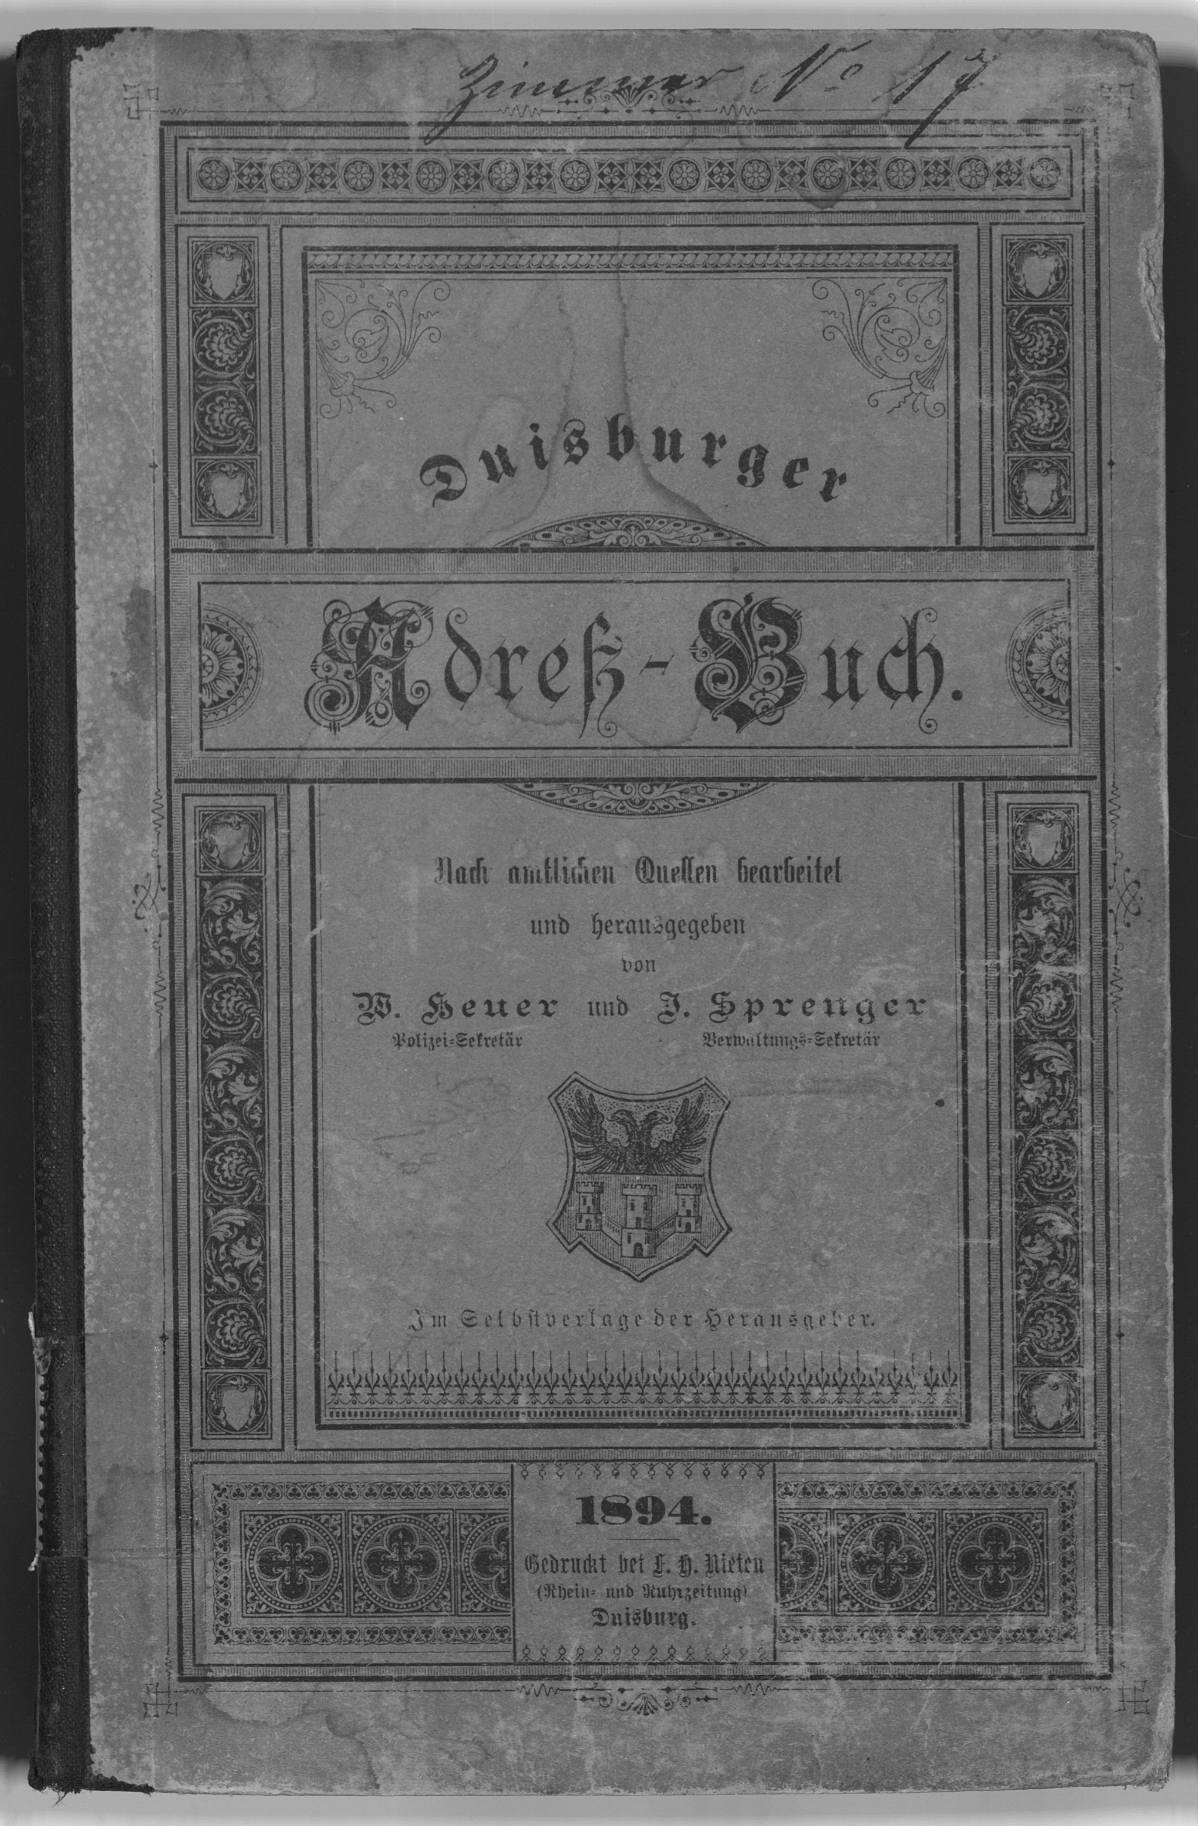 Zimmer No 17
Duisburger
Adreß-Buch.
Nach amtlichen Quellen bearbeitet
und herausgegeben
von
W. Heuer und J. Sprenger
Polizei-Sekretär Verwaltungs-Sekretär
Im Selbstverlage der Herausgeber.
1894.
Gedruckt bei F. H. Nieten
(Rhein- und Ruhrzeitung)
Duisburg.